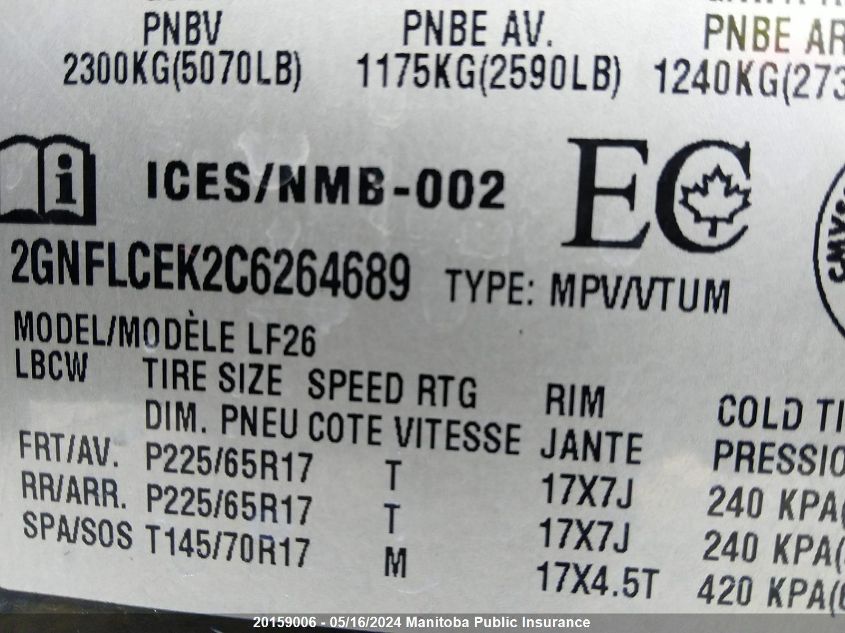 PNBV PNBE AV. PNBE AR
2300KG(5070LB) 1175KG(2590LB) 1240KG(273
i ICES/NMB-002 EC
2GNFLCEK2C6264689 TYPE: MPV/VTUM
MODEL/MODÈLE LF26
LBCW TIRE SIZE SPEED RTG RIM COLD TI
DIM. PNEU COTE VITESSE JANTE PRESSIO
FRT/AV. P225/65R17 T 17X7J 240 KPA(
RR/ARR. P225/65R17 T 17X7J 240 KPA(
SPA/SOS T145/70R17 M 17X4.5T 420 KPA(6
20159006 - 05/16/2024 Manitoba Public Insurance